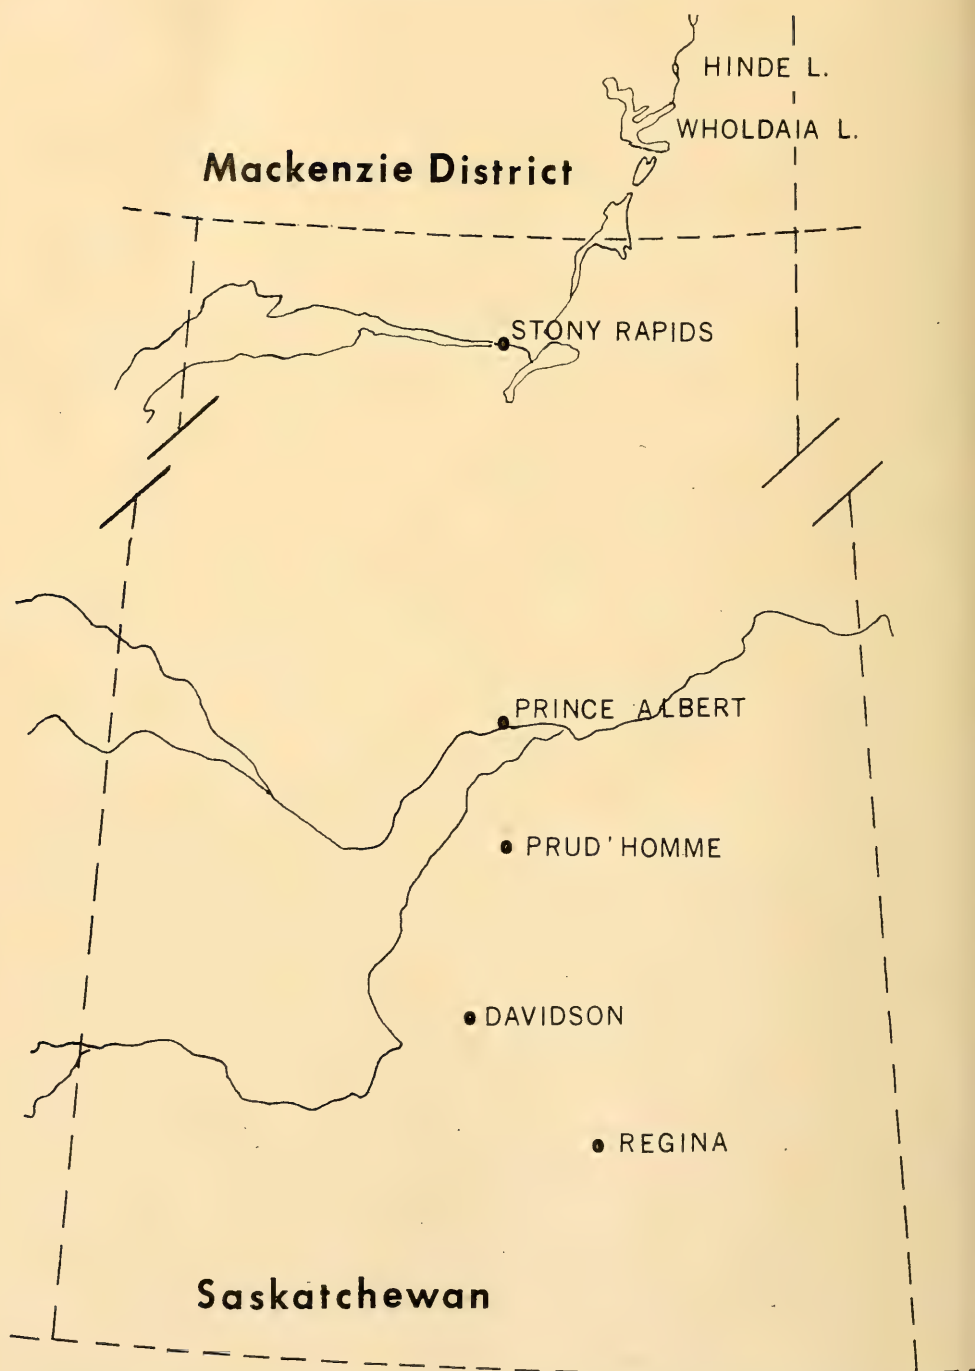 HINDE L.
WHOLDAIA L.
Mackenzie District
STONY RAPIDS
PRINCE ALBERT
PRUD'HOMME
DAVIDSON
REGINA
Saskatchewan